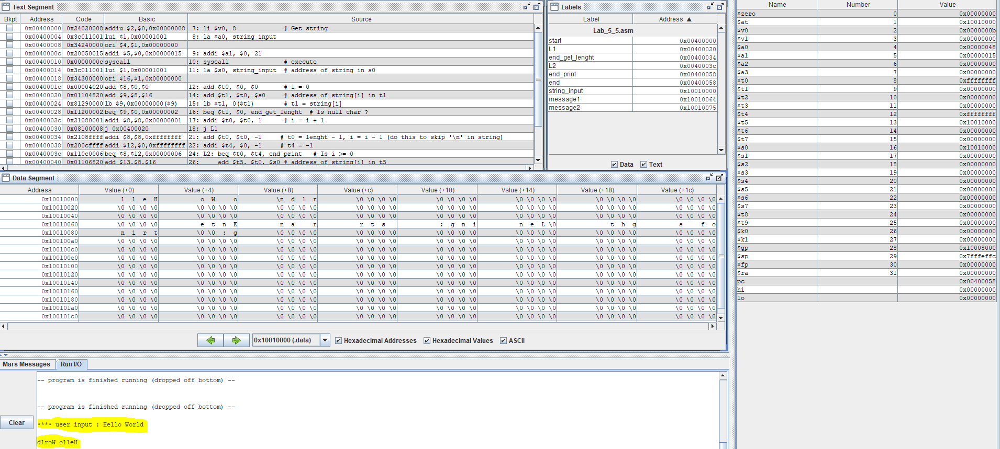 Text Segment
Bkpt Address Code Basic Source
0x00400000 0x24020008 addiu $2,$0,0x00000008 7: li $v0, 8 # Get string
0x00400004 0x3c011001 lui $1,0x00001001 8: la $a0, string_input
0x00400008 0x34240000 ori $4,$1,0x00000000
0x0040000c 0x20050015 addi $5,$0,0x00000015 9: addi $a1, $0, 21
0x00400010 0x0000000c syscall 10: syscall # execute
0x00400014 0x3c011001 lui $1,0x00001001 11: la $s0, string_input # address of string in s0
0x00400018 0x34300000 ori $16,$1,0x00000000
0x0040001c 0x00004020 add $8,$0,$0 12: add $t0, $0, $0 # i = 0
0x00400020 0x01104820 add $9,$8,$16 14: add $t1, $t0, $s0 # address of string[i] in t1
0x00400024 0x81290000 lb $9,0x00000000($9) 15: lb $t1, 0($t1) # t1 = string[i]
0x00400028 0x11200002 beq $9,$0,0x00000002 16: beq $t1, $0, end_get_lenght # Is null char ?
0x0040002c 0x21080001 addi $8,$8,0x00000001 17: addi $t0, $t0, 1 # i = i + 1
0x00400030 0x08100008 j 0x00400020 18: j L1
0x00400034 0x2108ffff addi $8,$8,0xffffffff 21: add $t0, $t0, -1 # t0 = lenght - 1, i = i - 1 (do this to skip '\n' in string)
0x00400038 0x200cffff addi $12,$0,0xffffffff 22: addi $t4, $0, -1 # t4 = -1
0x0040003c 0x110c0006 beq $8,$12,0x00000006 24: L2: beq $t0, $t4, end_print # Is i >= 0
0x00400040 0x01106820 add $13,$8,$16 26: add $t5, $t0, $s0 # address of string[i] in t5
Labels
Label Address ▲
Lab_5_5.asm
start 0x00400000
L1 0x00400020
end_get_lenght 0x00400034
L2 0x0040003c
end_print 0x00400058
end 0x00400058
string_input 0x10010000
message1 0x10010064
message2 0x10010075
Data Text
Data Segment
Address Value (+0) Value (+4) Value (+8) Value (+c) Value (+10) Value (+14) Value (+18) Value (+1c)
0x10010000 l l e H o W o \n d l r \0 \0 \0 \0 \0 \0 \0 \0 \0 \0 \0 \0 \0 \0 \0 \0 \0 \0 \0 \0
0x10010020 \0 \0 \0 \0 \0 \0 \0 \0 \0 \0 \0 \0 \0 \0 \0 \0 \0 \0 \0 \0 \0 \0 \0 \0 \0 \0 \0 \0 \0 \0 \0 \0
0x10010040 \0 \0 \0 \0 \0 \0 \0 \0 \0 \0 \0 \0 \0 \0 \0 \0 \0 \0 \0 \0 \0 \0 \0 \0 \0 \0 \0 \0 \0 \0 \0 \0
0x10010060 \0 \0 \0 \0 e t n E n a r r t s : g n i n e L \0 t h g s f o
0x10010080 n i r t \0 \0 : g \0 \0 \0 \0 \0 \0 \0 \0 \0 \0 \0 \0 \0 \0 \0 \0 \0 \0 \0 \0 \0 \0 \0 \0
0x100100a0 \0 \0 \0 \0 \0 \0 \0 \0 \0 \0 \0 \0 \0 \0 \0 \0 \0 \0 \0 \0 \0 \0 \0 \0 \0 \0 \0 \0 \0 \0 \0 \0
0x100100c0 \0 \0 \0 \0 \0 \0 \0 \0 \0 \0 \0 \0 \0 \0 \0 \0 \0 \0 \0 \0 \0 \0 \0 \0 \0 \0 \0 \0 \0 \0 \0 \0
0x100100e0 \0 \0 \0 \0 \0 \0 \0 \0 \0 \0 \0 \0 \0 \0 \0 \0 \0 \0 \0 \0 \0 \0 \0 \0 \0 \0 \0 \0 \0 \0 \0 \0
0x10010100 \0 \0 \0 \0 \0 \0 \0 \0 \0 \0 \0 \0 \0 \0 \0 \0 \0 \0 \0 \0 \0 \0 \0 \0 \0 \0 \0 \0 \0 \0 \0 \0
0x10010120 \0 \0 \0 \0 \0 \0 \0 \0 \0 \0 \0 \0 \0 \0 \0 \0 \0 \0 \0 \0 \0 \0 \0 \0 \0 \0 \0 \0 \0 \0 \0 \0
0x10010140 \0 \0 \0 \0 \0 \0 \0 \0 \0 \0 \0 \0 \0 \0 \0 \0 \0 \0 \0 \0 \0 \0 \0 \0 \0 \0 \0 \0 \0 \0 \0 \0
0x10010160 \0 \0 \0 \0 \0 \0 \0 \0 \0 \0 \0 \0 \0 \0 \0 \0 \0 \0 \0 \0 \0 \0 \0 \0 \0 \0 \0 \0 \0 \0 \0 \0
0x10010180 \0 \0 \0 \0 \0 \0 \0 \0 \0 \0 \0 \0 \0 \0 \0 \0 \0 \0 \0 \0 \0 \0 \0 \0 \0 \0 \0 \0 \0 \0 \0 \0
0x100101a0 \0 \0 \0 \0 \0 \0 \0 \0 \0 \0 \0 \0 \0 \0 \0 \0 \0 \0 \0 \0 \0 \0 \0 \0 \0 \0 \0 \0 \0 \0 \0 \0
0x100101c0 \0 \0 \0 \0 \0 \0 \0 \0 \0 \0 \0 \0 \0 \0 \0 \0 \0 \0 \0 \0 \0 \0 \0 \0 \0 \0 \0 \0 \0 \0 \0 \0
0x10010000 (.data) Hexadecimal Addresses Hexadecimal Values ASCII
Mars Messages Run I/O
-- program is finished running (dropped off bottom) --
-- program is finished running (dropped off bottom) --
Clear
**** user input : Hello World
dlroW olleH
Name Number Value
$zero 0 0x00000000
$at 1 0x10010000
$v0 2 0x0000000b
$v1 3 0x00000000
$a0 4 0x00000048
$a1 5 0x00000015
$a2 6 0x00000000
$a3 7 0x00000000
$t0 8 0xffffffff
$t1 9 0x00000000
$t2 10 0x00000000
$t3 11 0x00000000
$t4 12 0xffffffff
$t5 13 0x10010000
$t6 14 0x00000000
$t7 15 0x00000000
$s0 16 0x10010000
$s1 17 0x00000000
$s2 18 0x00000000
$s3 19 0x00000000
$s4 20 0x00000000
$s5 21 0x00000000
$s6 22 0x00000000
$s7 23 0x00000000
$t8 24 0x00000000
$t9 25 0x00000000
$k0 26 0x00000000
$k1 27 0x00000000
$gp 28 0x10008000
$sp 29 0x7fffeffc
$fp 30 0x00000000
$ra 31 0x00000000
pc 0x00400058
hi 0x00000000
lo 0x00000000